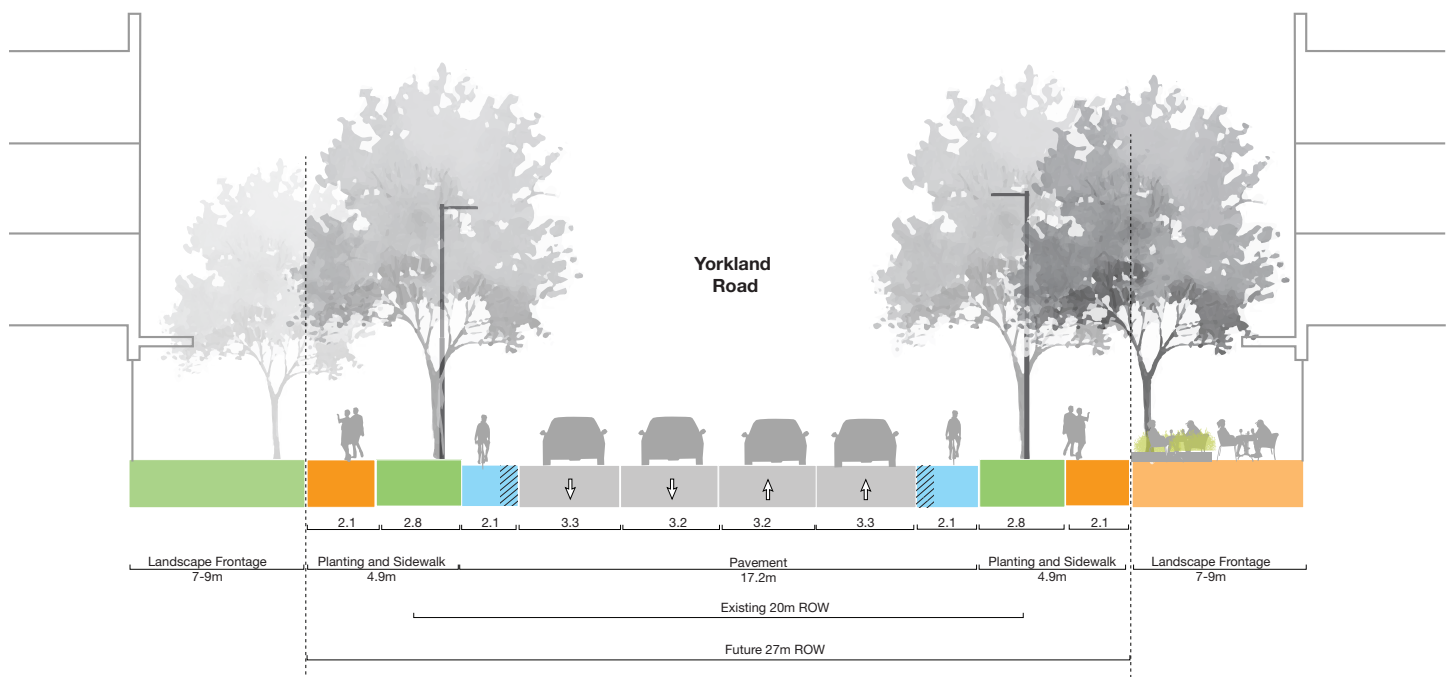 Yorkland
Road
2.1 2.8 2.1 3.3 3.2 3.2 3.3 2.1 2.8 2.1
Landscape Frontage Planting and Sidewalk Pavement Planting and Sidewalk Landscape Frontage
7-9m 4.9m 17.2m 4.9m 7-9m
Existing 20m ROW
Future 27m ROW